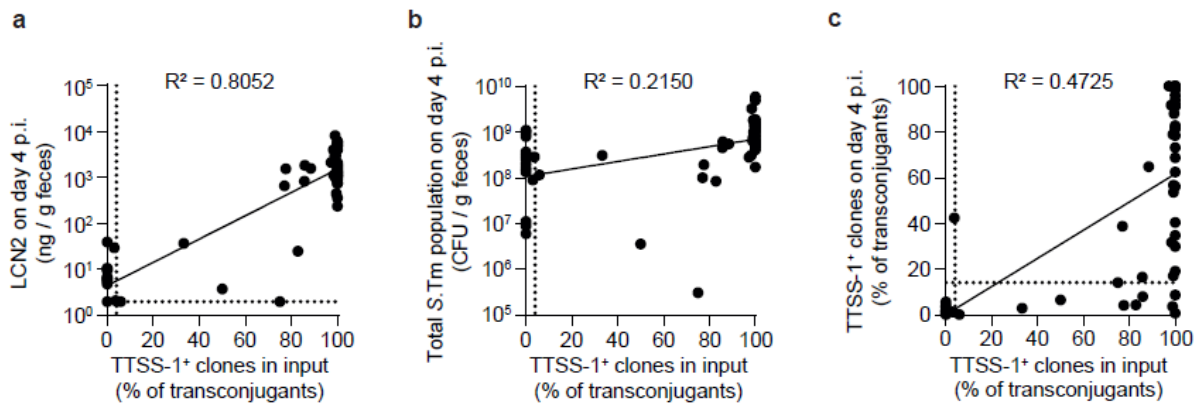 a
R² = 0.8052
LCN2 on day 4 p.i.
(ng / g feces)
10⁵
10⁴
10³
10²
10¹
10⁰
0 20 40 60 80 100
TTSS-1⁺ clones in input
(% of transconjugants)
b
R² = 0.2150
Total S.Tm population on day 4 p.i.
(CFU / g feces)
10¹⁰
10⁹
10⁸
10⁷
10⁶
10⁵
0 20 40 60 80 100
TTSS-1⁺ clones in input
(% of transconjugants)
c
R² = 0.4725
TTSS-1⁺ clones on day 4 p.i.
(% of transconjugants)
100
80
60
40
20
0
0 20 40 60 80 100
TTSS-1⁺ clones in input
(% of transconjugants)